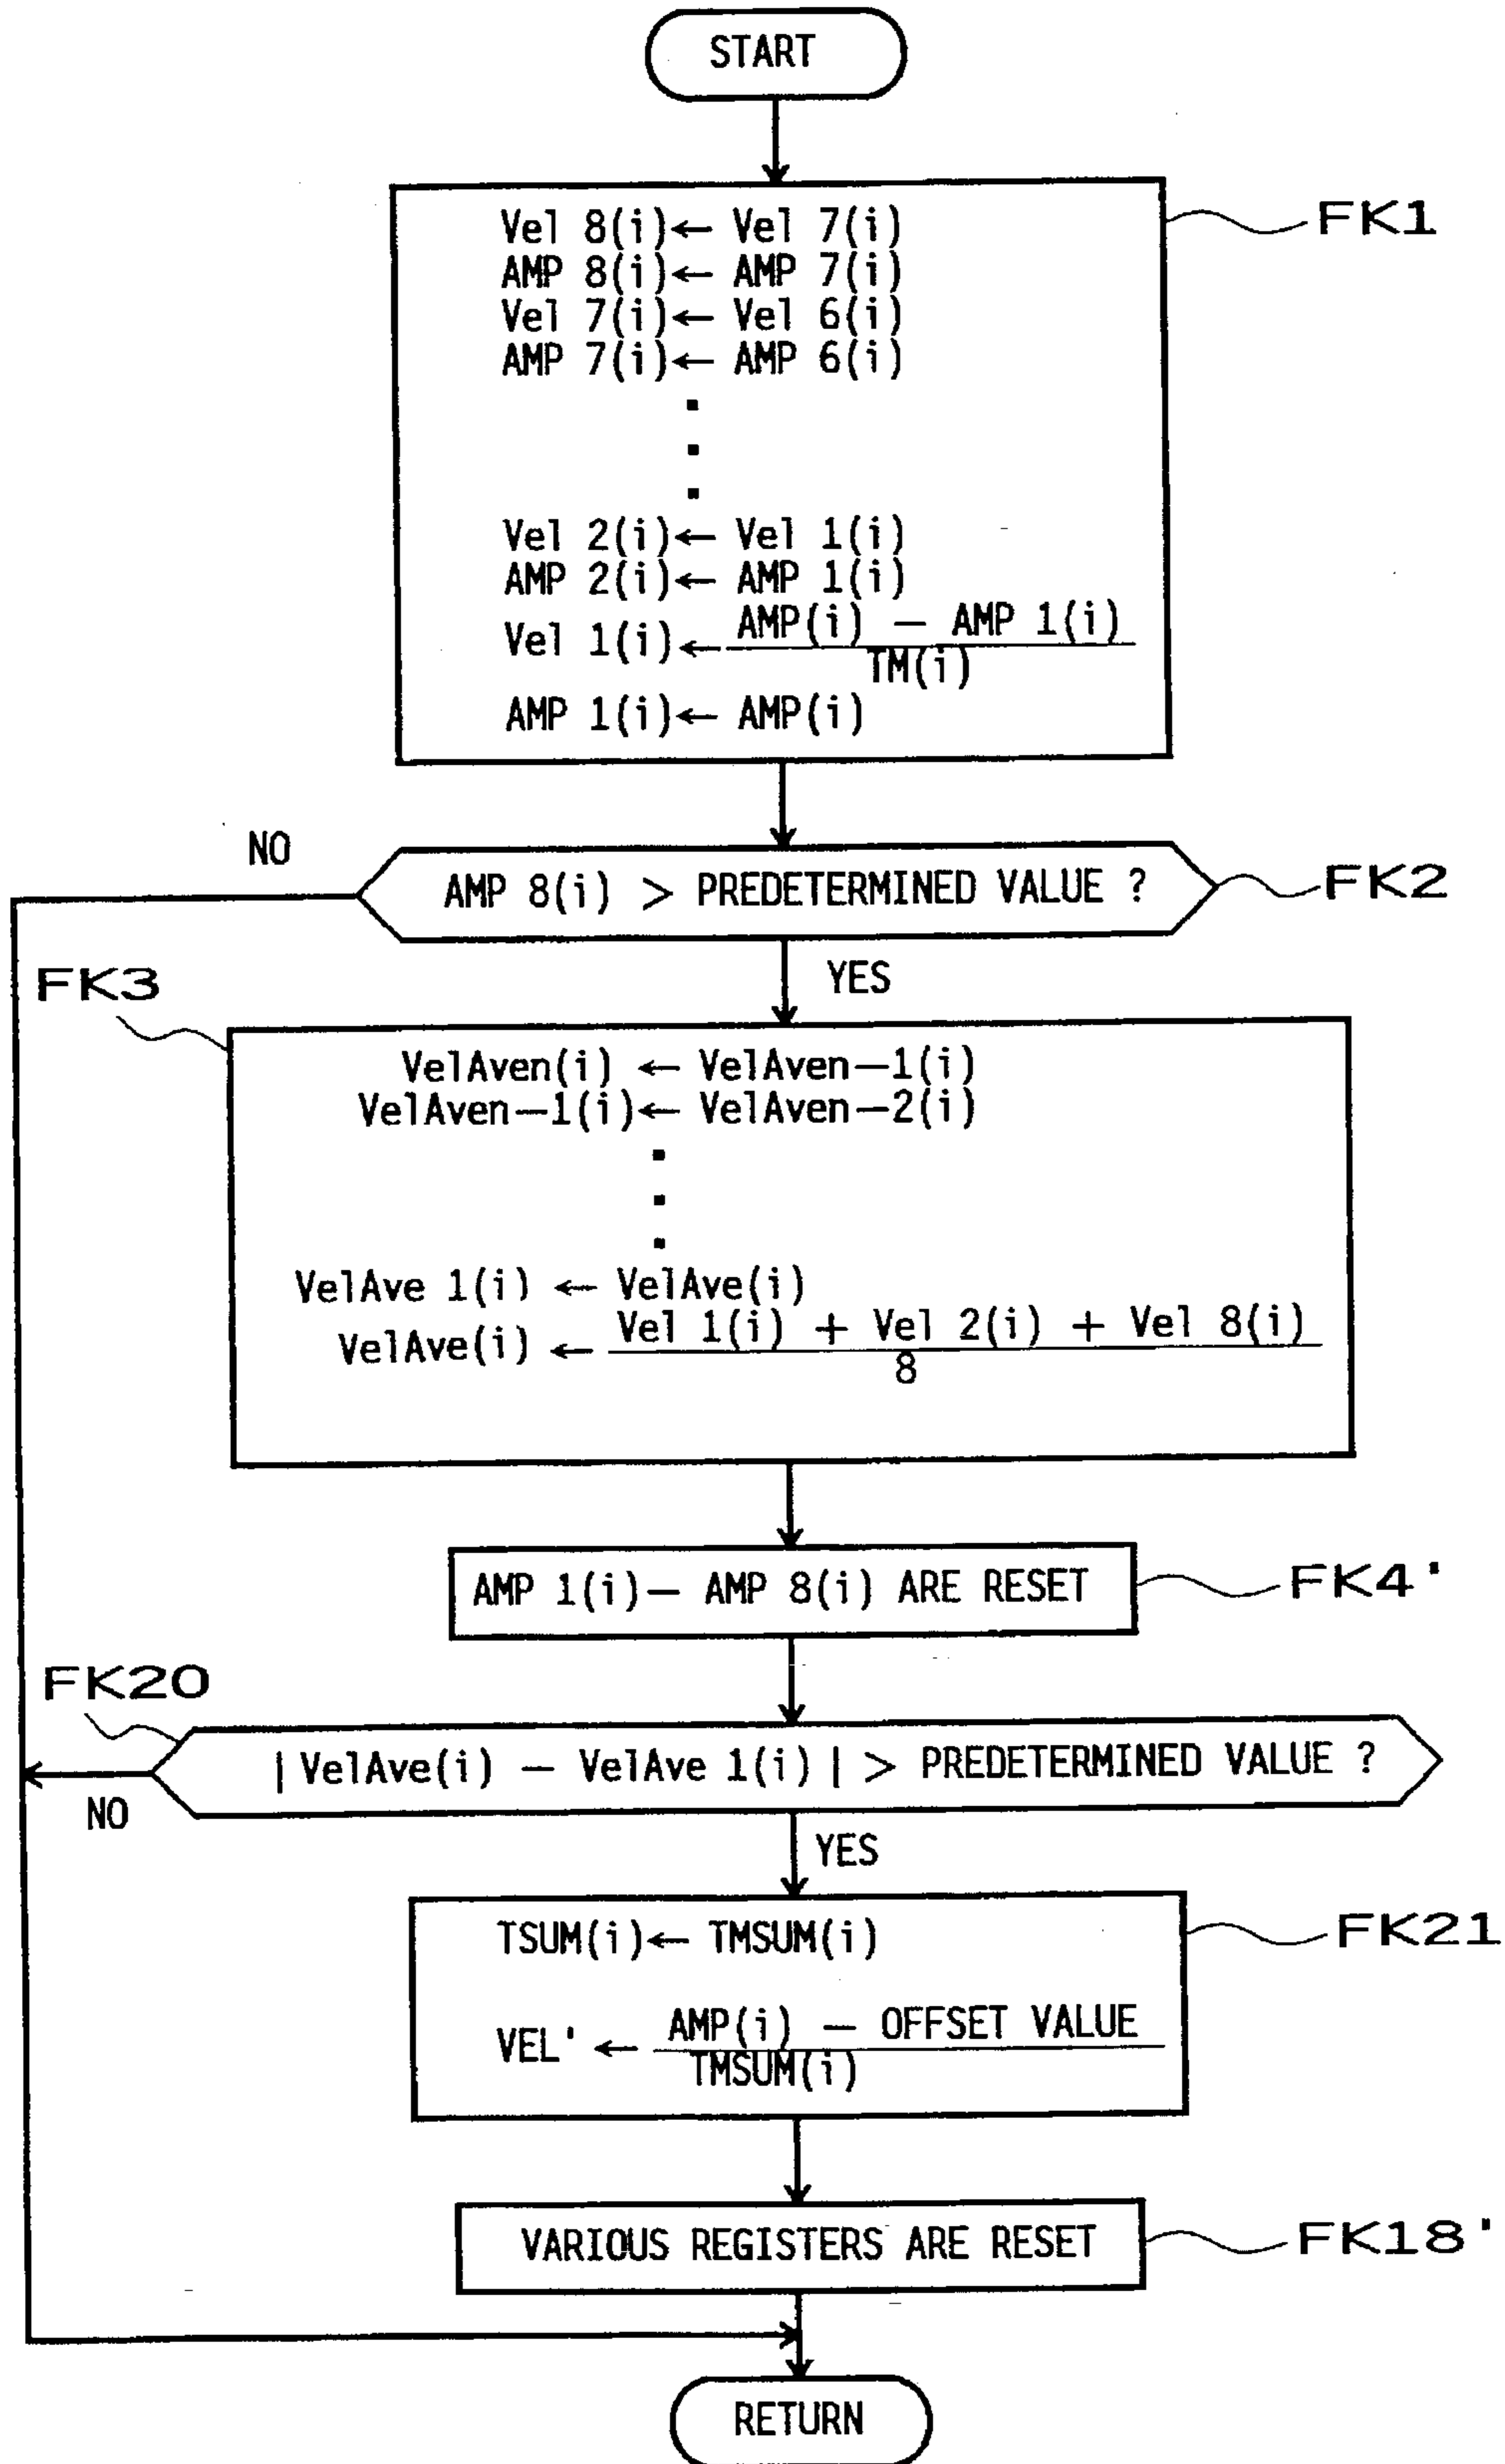 START
FK1
Vel 8(i)← Vel 7(i)
AMP 8(i)← AMP 7(i)
Vel 7(i)← Vel 6(i)
AMP 7(i)← AMP 6(i)
.
.
.
Vel 2(i)← Vel 1(i)
AMP 2(i)← AMP 1(i)
AMP(i) — AMP 1(i)
Vel 1(i)←
TM(i)
AMP 1(i)← AMP(i)
NO
AMP 8(i) > PREDETERMINED VALUE ?
FK2
YES
FK3
VelAven(i) ← VelAven—1(i)
VelAven—1(i)← VelAven—2(i)
.
.
.
VelAve 1(i) ← VelAve(i)
Vel 1(i) + Vel 2(i) + Vel 8(i)
VelAve(i) ←
8
AMP 1(i)— AMP 8(i) ARE RESET
FK4'
FK20
| VelAve(i) — VelAve 1(i) | > PREDETERMINED VALUE ?
NO
YES
FK21
TSUM(i)← TMSUM(i)
AMP(i) — OFFSET VALUE
VEL' ←
TMSUM(i)
VARIOUS REGISTERS ARE RESET
FK18'
RETURN